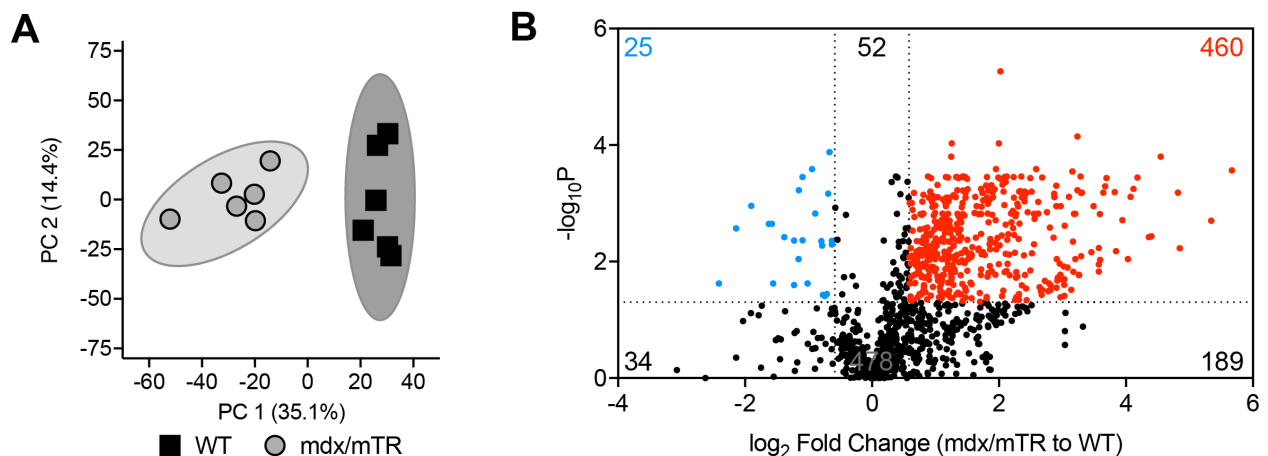 A
75
50
25
0
-25
-50
-75
PC 2 (14.4%)
-60 -40 -20 0 20 40
PC 1 (35.1%)
WT mdx/mTR
B
6
4
2
0
-log10P
25 52 460
34 478 189
-4 -2 0 2 4 6
log2 Fold Change (mdx/mTR to WT)